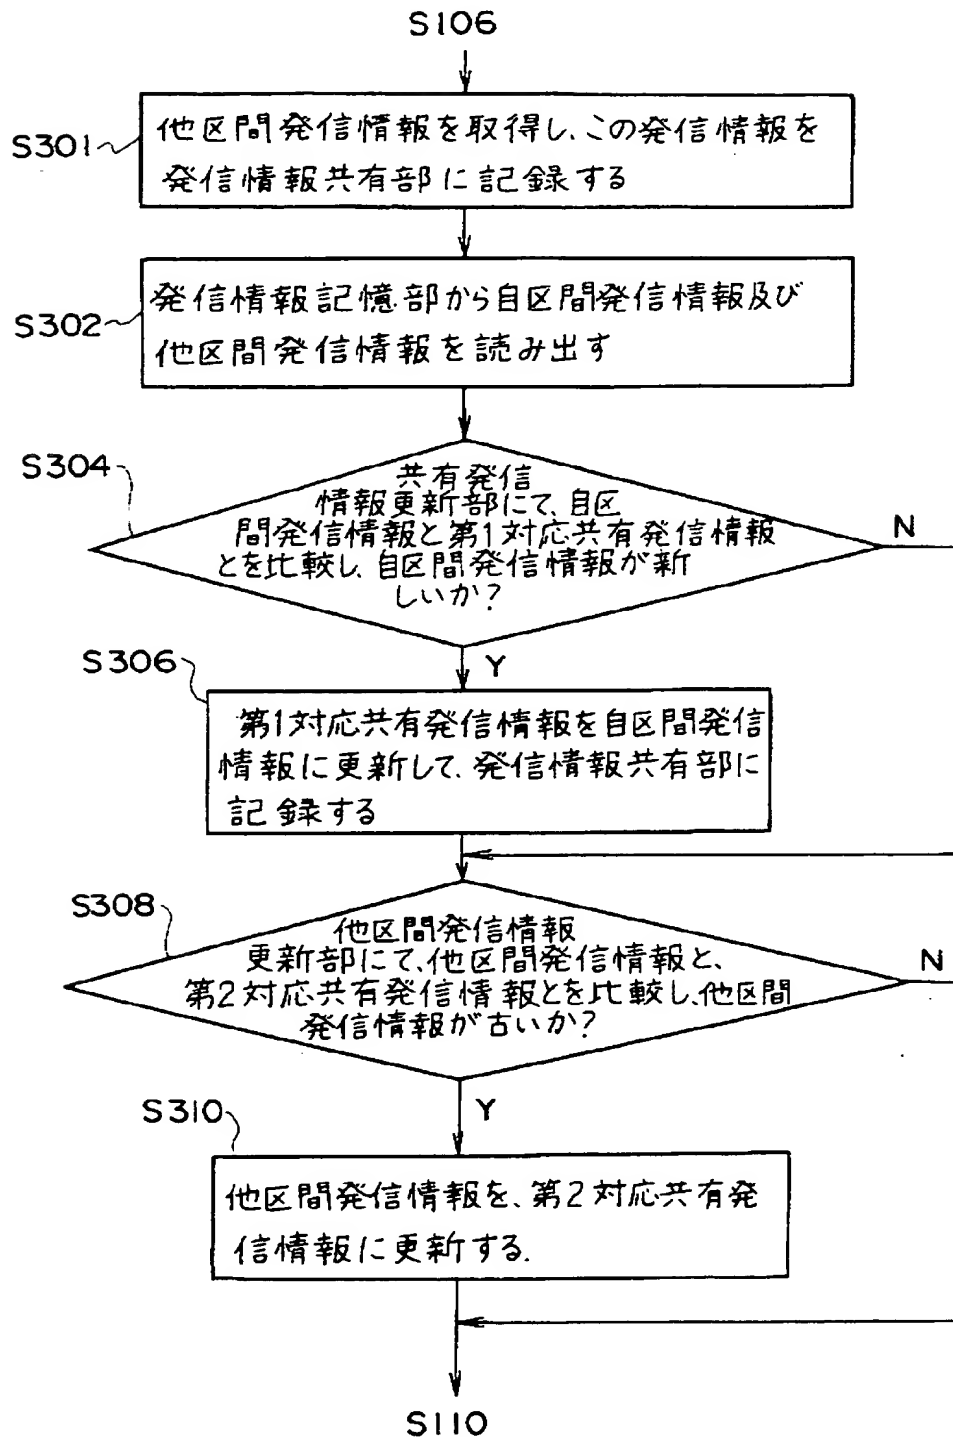 S106
S301
他区間発信情報を取得し、この発信情報を
発信情報共有部に記録する
S302
発信情報記憶部から自区間発信情報及び
他区間発信情報を読み出す
S304
共有発信
情報更新部にて、自区
間発信情報と第1対応共有発信情報
とを比較し、自区間発信情報が新
しいか?
N
Y
S306
第1対応共有発信情報を自区間発信
情報に更新して、発信情報共有部に
記録する
S308
他区間発信情報
更新部にて、他区間発信情報と、
第2対応共有発信情報とを比較し、他区間
発信情報が古いか?
N
Y
S310
他区間発信情報を、第2対応共有発
信情報に更新する.
S110